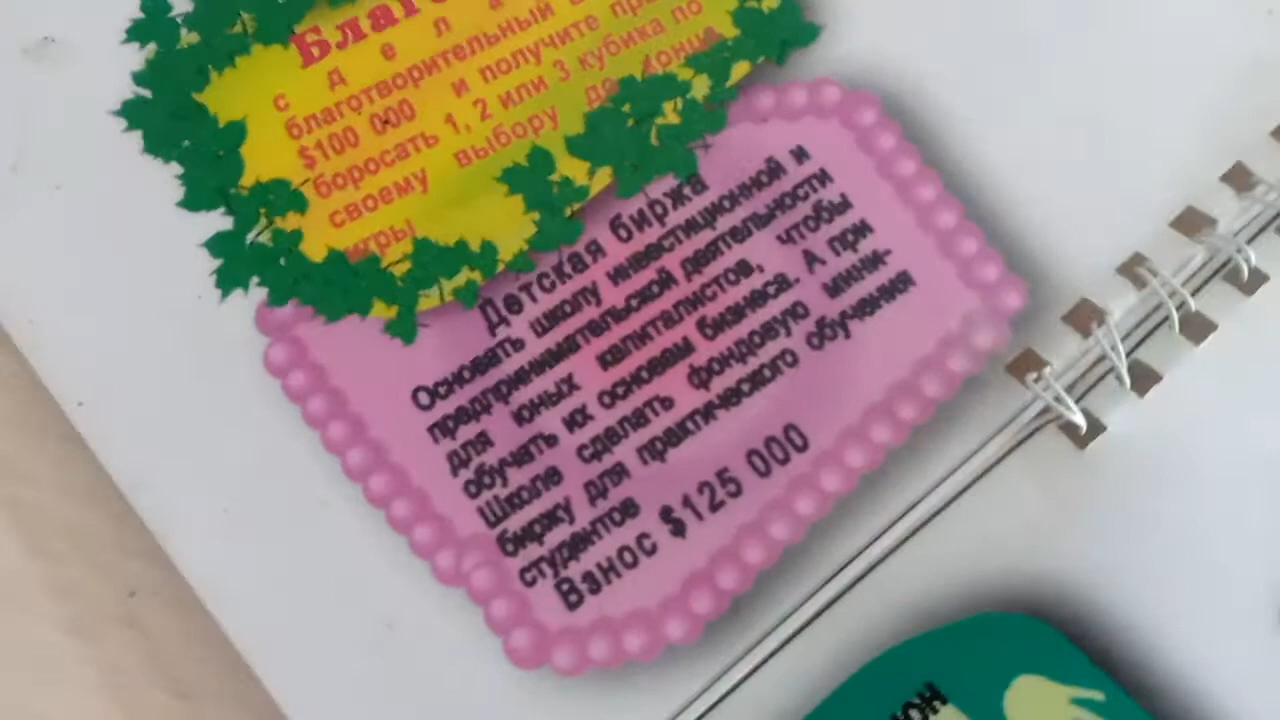 Благо
с д е л а
благотворительный
$100 000 и получите пра
боросать 1, 2 или 3 кубика по
своему выбору до конца
игры
Детская биржа
Основать школу инвестиционной и
предпринимательской деятельности
для юных капиталистов, чтобы
обучать их основам бизнеса. А при
Школе сделать фондовую мини-
биржу для практического обучения
студентов
Взнос $125 000
он